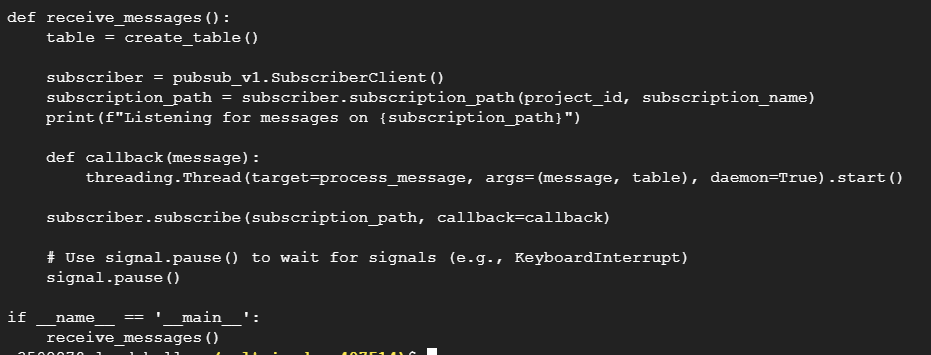 def receive_messages():
    table = create_table()
    subscriber = pubsub_v1.SubscriberClient()
    subscription_path = subscriber.subscription_path(project_id, subscription_name)
    print(f"Listening for messages on {subscription_path}")
    def callback(message):
        threading.Thread(target=process_message, args=(message, table), daemon=True).start()
    subscriber.subscribe(subscription_path, callback=callback)
    # Use signal.pause() to wait for signals (e.g., KeyboardInterrupt)
    signal.pause()
if __name__ == '__main__':
    receive_messages()